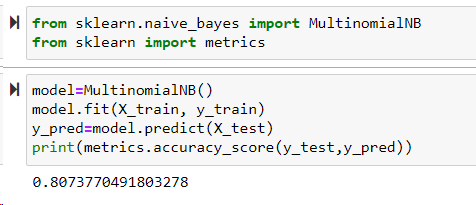 from sklearn.naive_bayes import MultinomialNB
from sklearn import metrics
model=MultinomialNB()
model.fit(X_train, y_train)
y_pred=model.predict(X_test)
print(metrics.accuracy_score(y_test,y_pred))
0.8073770491803278